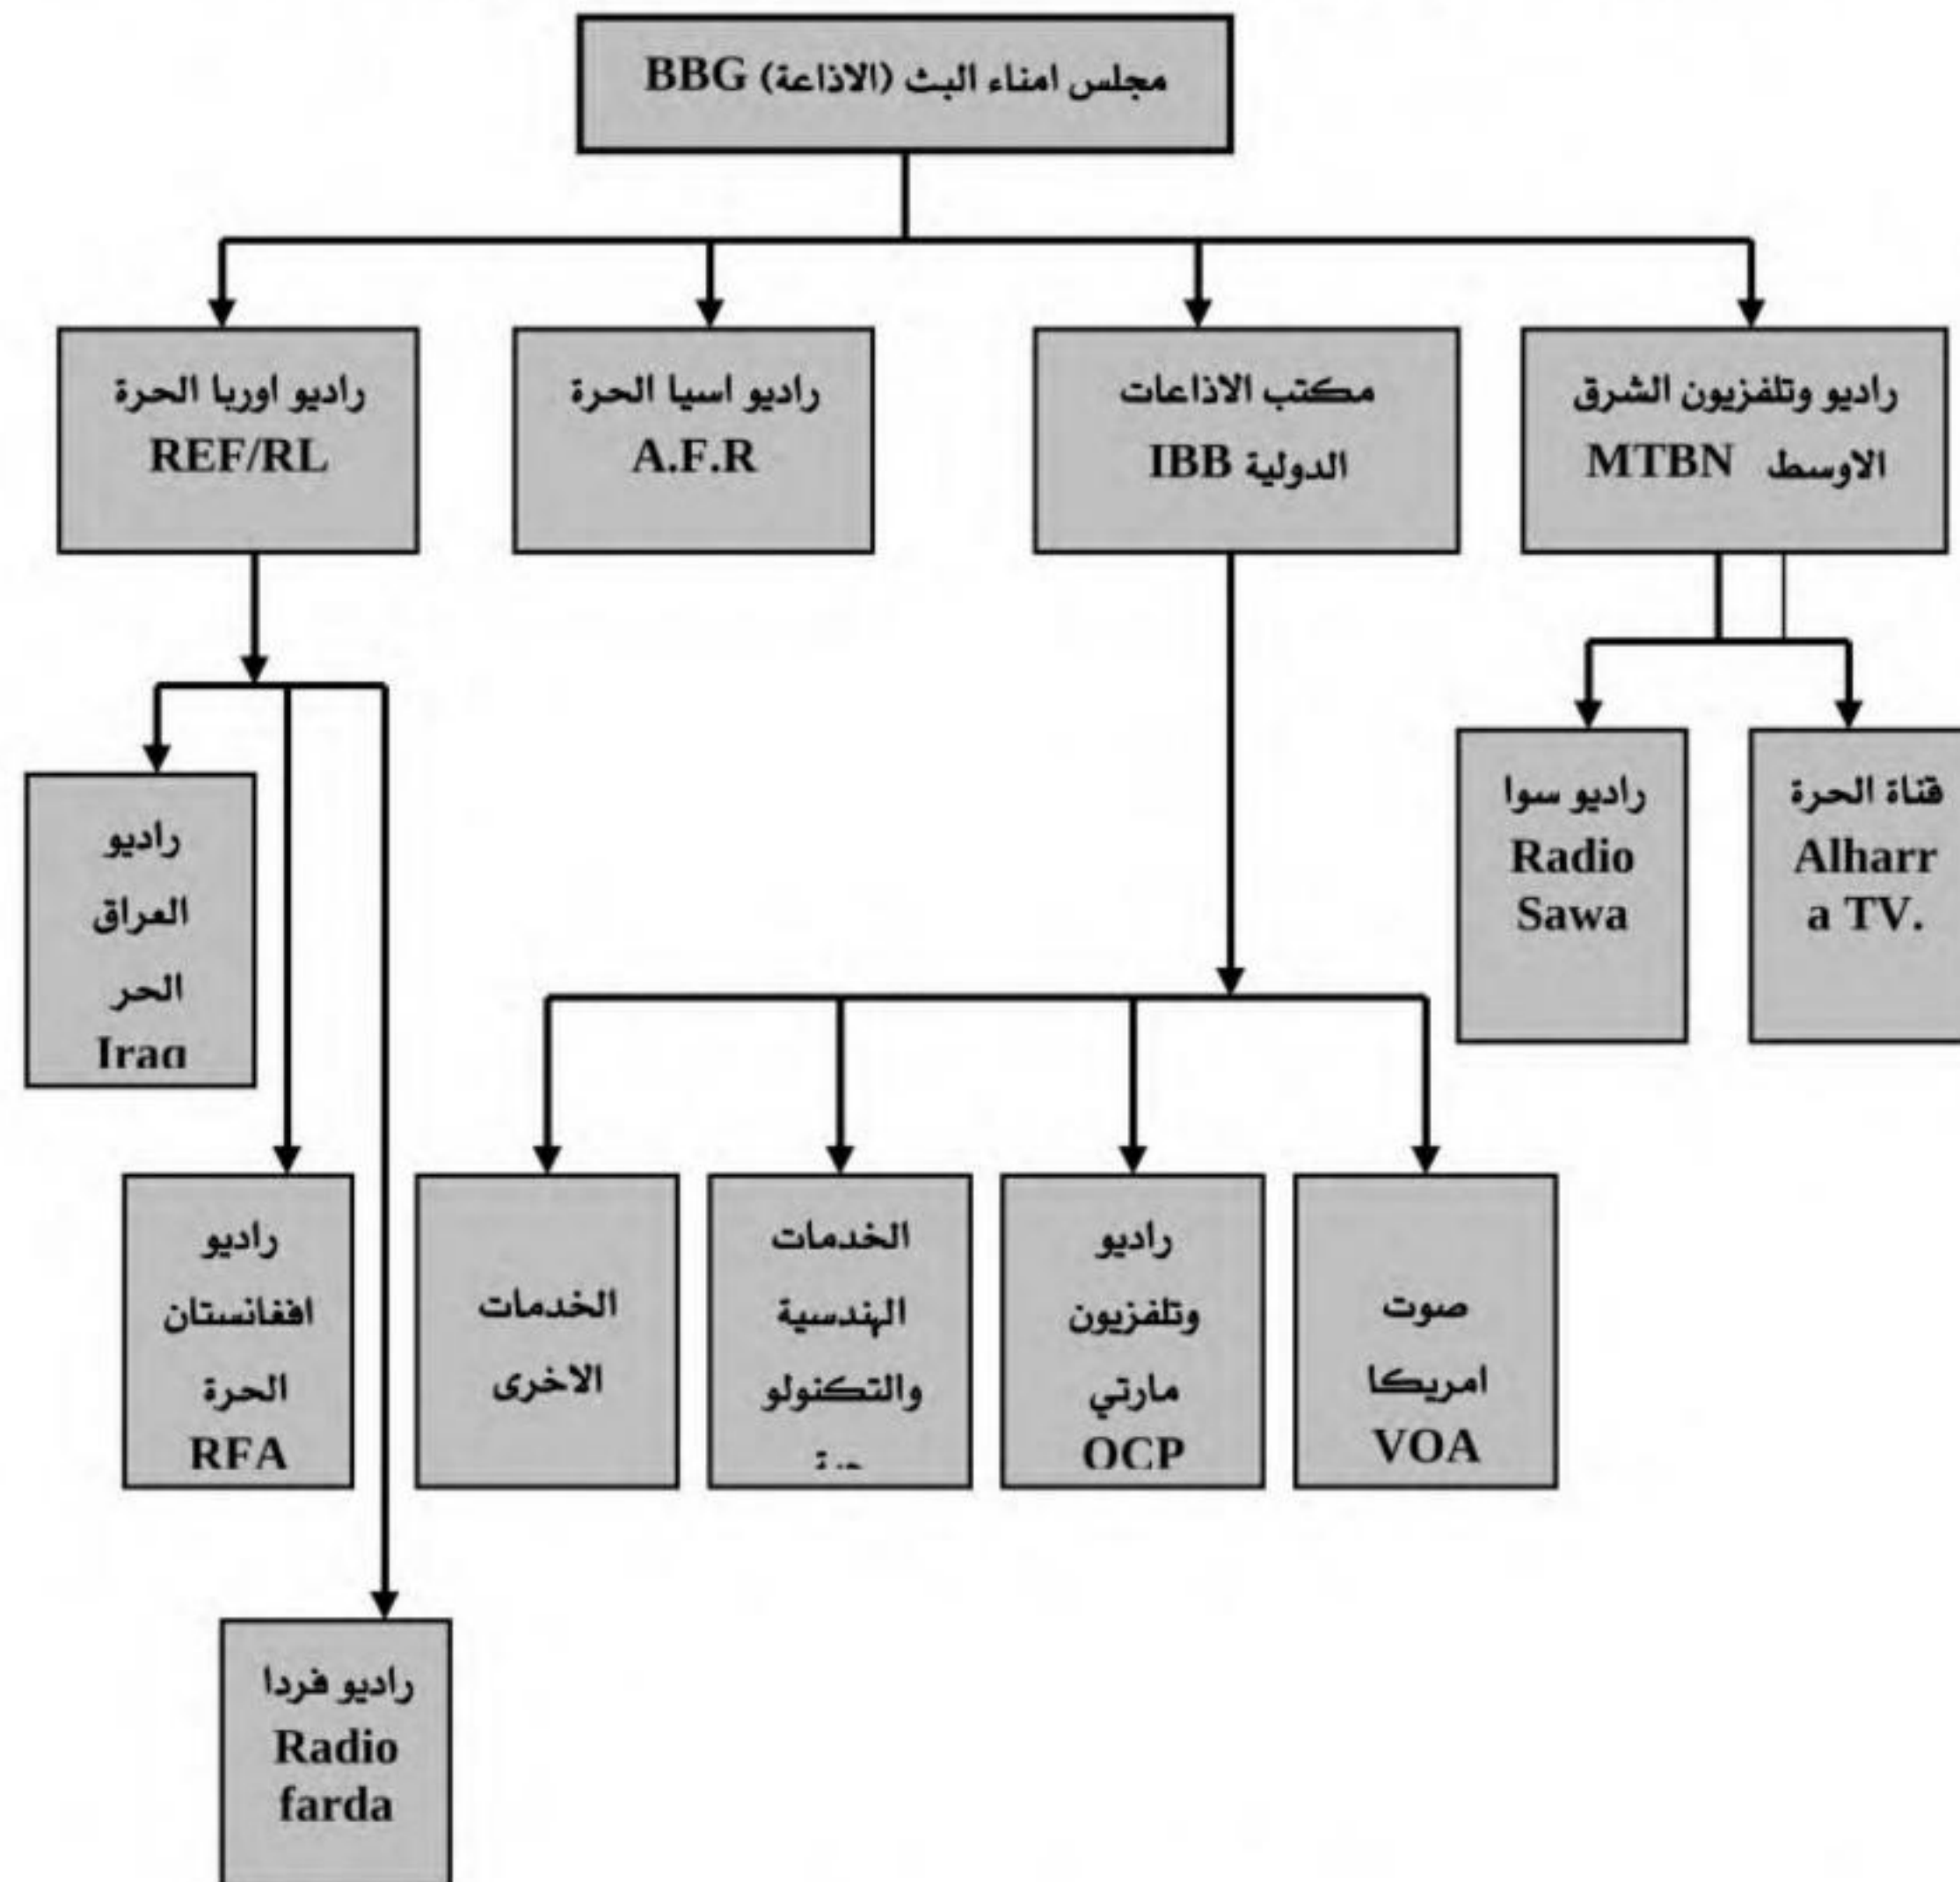 مجلس امناء البث (الاذاعة) BBG
راديو وتلفزيون الشرق
الاوسط MTBN
مكتب الاذاعات
الدولية IBB
راديو اسيا الحرة
A.F.R
راديو اوربا الحرة
REF/RL
قناة الحرة
Alharr
a TV.
راديو سوا
Radio
Sawa
راديو
العراق
الحر
Iraq
صوت
امريكا
VOA
راديو
وتلفزيون
مارتي
OCP
الخدمات
الهندسية
والتكنولو
جية
الخدمات
الاخرى
راديو
افغانستان
الحرة
RFA
راديو فردا
Radio
farda